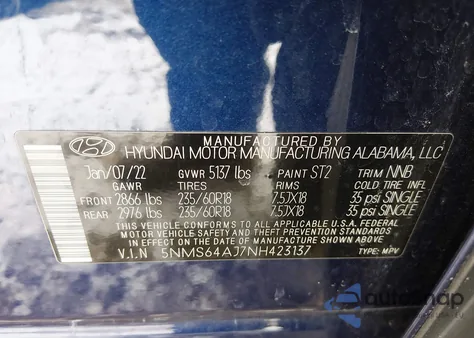 MANUFACTURED BY
HYUNDAI MOTOR MANUFACTURING ALABAMA, LLC
Jan/07/22 GVWR 5137 lbs PAINT ST2 TRIM NNB
GAWR TIRES RIMS COLD TIRE INFL
FRONT 2866 lbs 235/60R18 7.5JX18 35 psi SINGLE
REAR 2976 lbs 235/60R18 7.5JX18 35 psi SINGLE
THIS VEHICLE CONFORMS TO ALL APPLICABLE U.S.A. FEDERAL
MOTOR VEHICLE SAFETY AND THEFT PREVENTION STANDARDS
IN EFFECT ON THE DATE OF MANUFACTURE SHOWN ABOVE.
V.I.N 5NMS64AJ7NH423137 TYPE: MPV